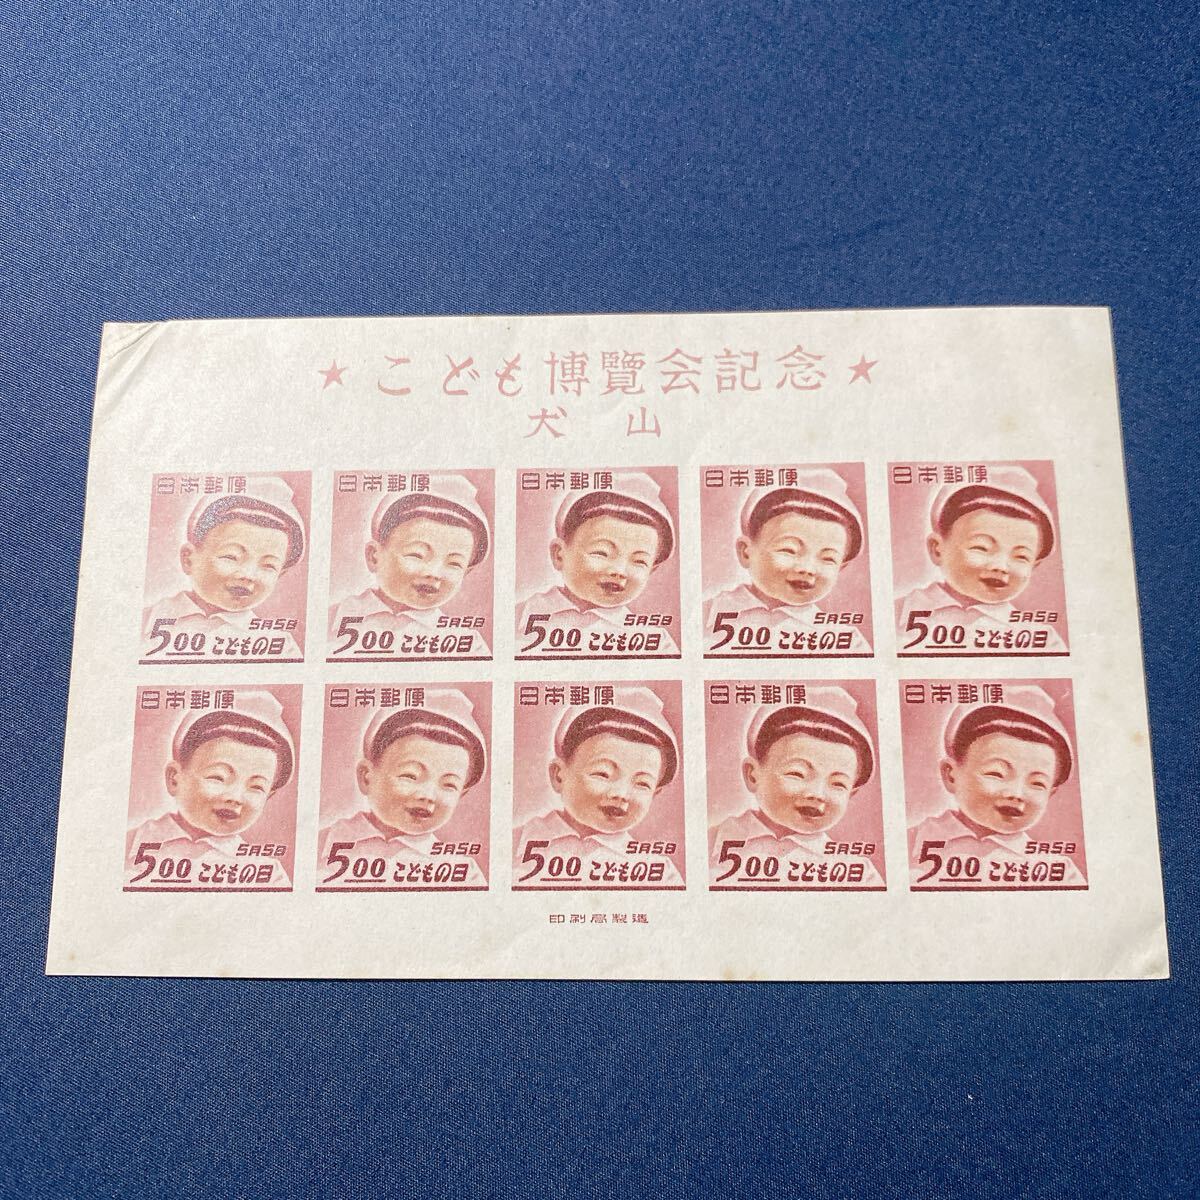 ★こども博覽会記念★
犬山
日本郵便 日本郵便 日本郵便 日本郵便 日本郵便
5月5日 5月5日 5月5日 5月5日 5月5日
5.00 こどもの日 5.00 こどもの日 5.00 こどもの日 5.00 こどもの日 5.00 こどもの日
日本郵便 日本郵便 日本郵便 日本郵便 日本郵便
5月5日 5月5日 5月5日 5月5日 5月5日
5.00 こどもの日 5.00 こどもの日 5.00 こどもの日 5.00 こどもの日 5.00 こどもの日
印刷局製造